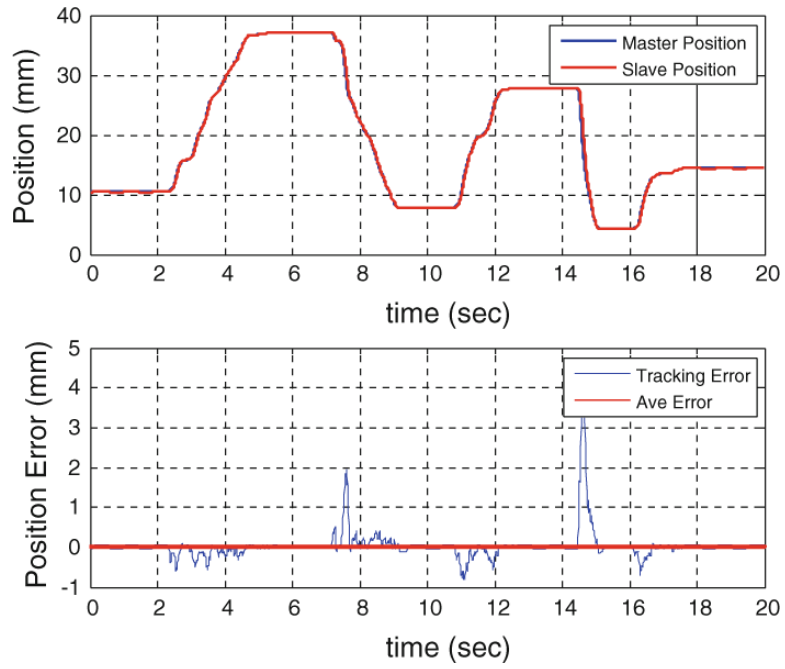 40
30
20
10
0
Position (mm)
Master Position
Slave Position
0 2 4 6 8 10 12 14 16 18 20
time (sec)
5
4
3
2
1
0
-1
Position Error (mm)
Tracking Error
Ave Error
0 2 4 6 8 10 12 14 16 18 20
time (sec)